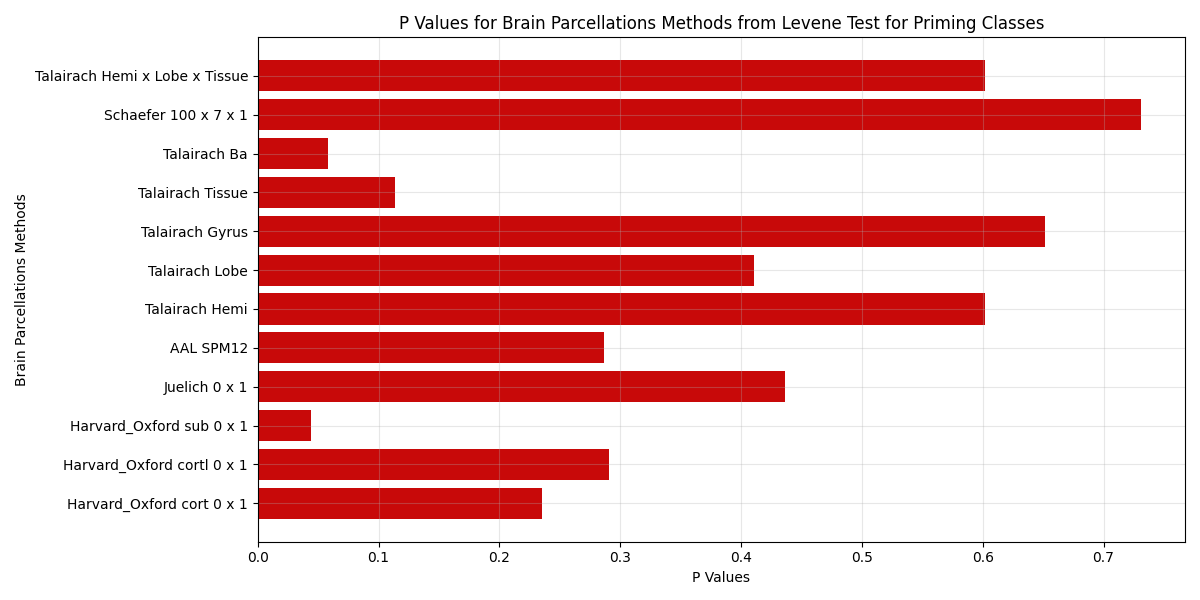 P Values for Brain Parcellations Methods from Levene Test for Priming Classes
Brain Parcellations Methods
Talairach Hemi x Lobe x Tissue
Schaefer 100 x 7 x 1
Talairach Ba
Talairach Tissue
Talairach Gyrus
Talairach Lobe
Talairach Hemi
AAL SPM12
Juelich 0 x 1
Harvard_Oxford sub 0 x 1
Harvard_Oxford cortl 0 x 1
Harvard_Oxford cort 0 x 1
0.0 0.1 0.2 0.3 0.4 0.5 0.6 0.7
P Values